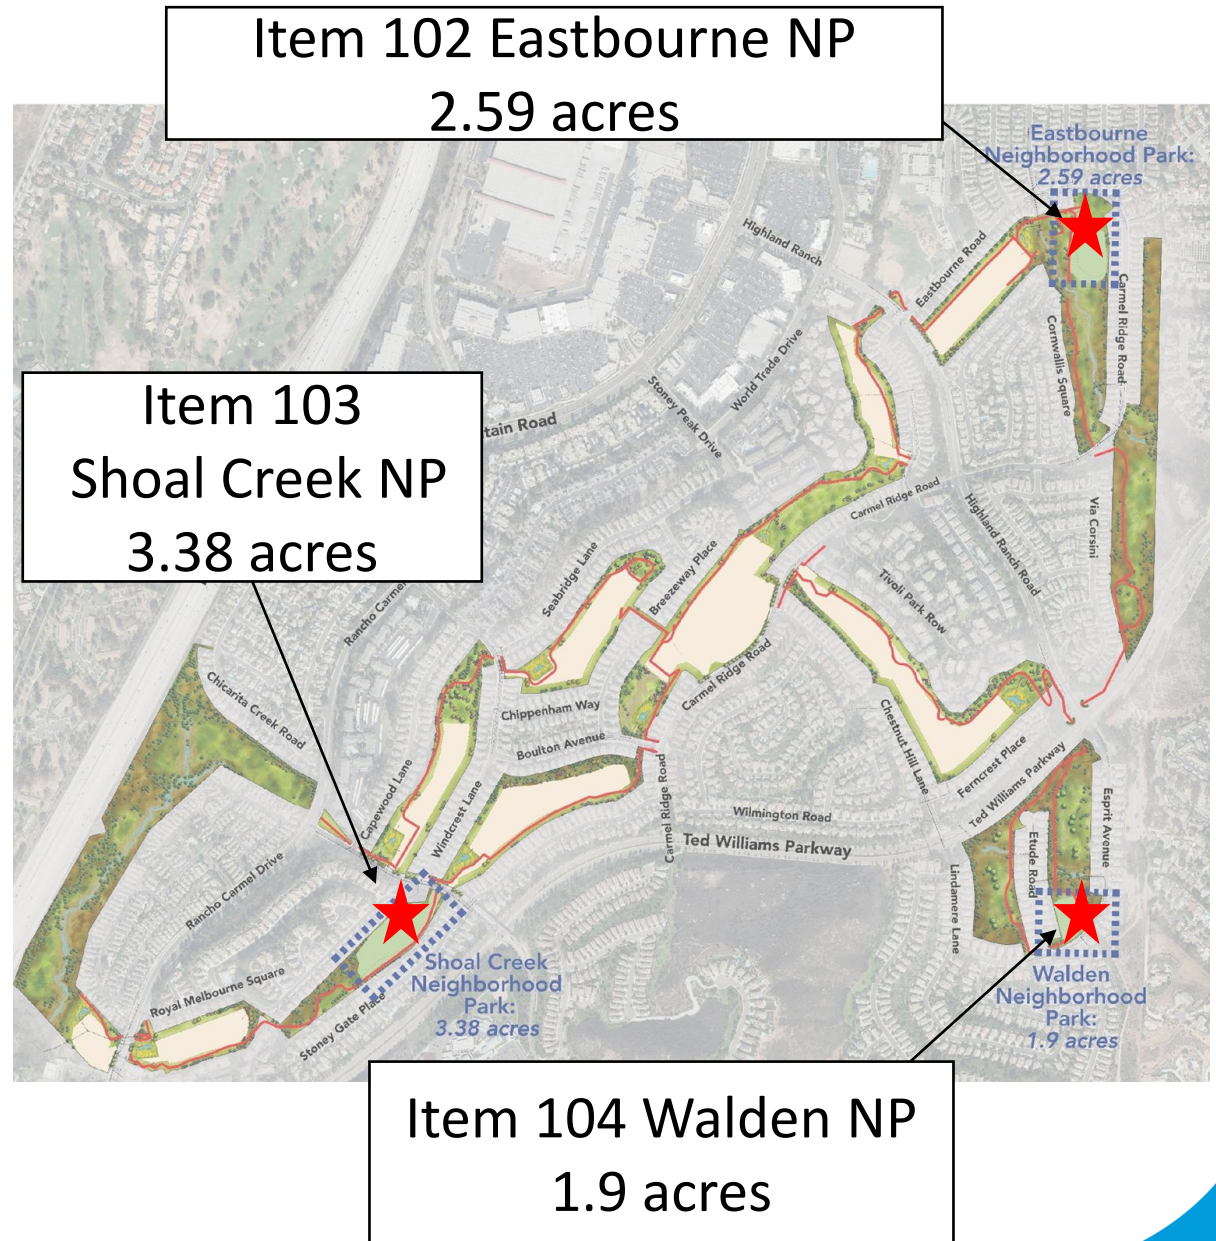 Item 102 Eastbourne NP
2.59 acres
Eastbourne
Neighborhood Park:
2.59 acres
Highland Ranch
Eastbourne Road
Carmel Ridge Road
Cornwallis Square
World Trade Drive
Stoney Peak Drive
Item 103
Shoal Creek NP
3.38 acres
tain Road
Carmel Ridge Road
Highland Ranch Road
Via Corsini
Seabridge Lane
Breezeway Place
Tivoli Park Row
Rancho Carme
Carmel Ridge Road
Chicarita Creek Road
Chippenham Way
Boulton Avenue
Chestnut Hill Lane
Ferncrest Place
Ted Williams Parkway
Capewood Lane
Windcrest Lane
Carmel Ridge Road
Wilmington Road
Ted Williams Parkway
Esprit Avenue
Etude Road
Lindamere Lane
Rancho Carmel Drive
Royal Melbourne Square
Stoney Gate Place
Shoal Creek
Neighborhood
Park:
3.38 acres
Walden
Neighborhood
Park:
1.9 acres
Item 104 Walden NP
1.9 acres